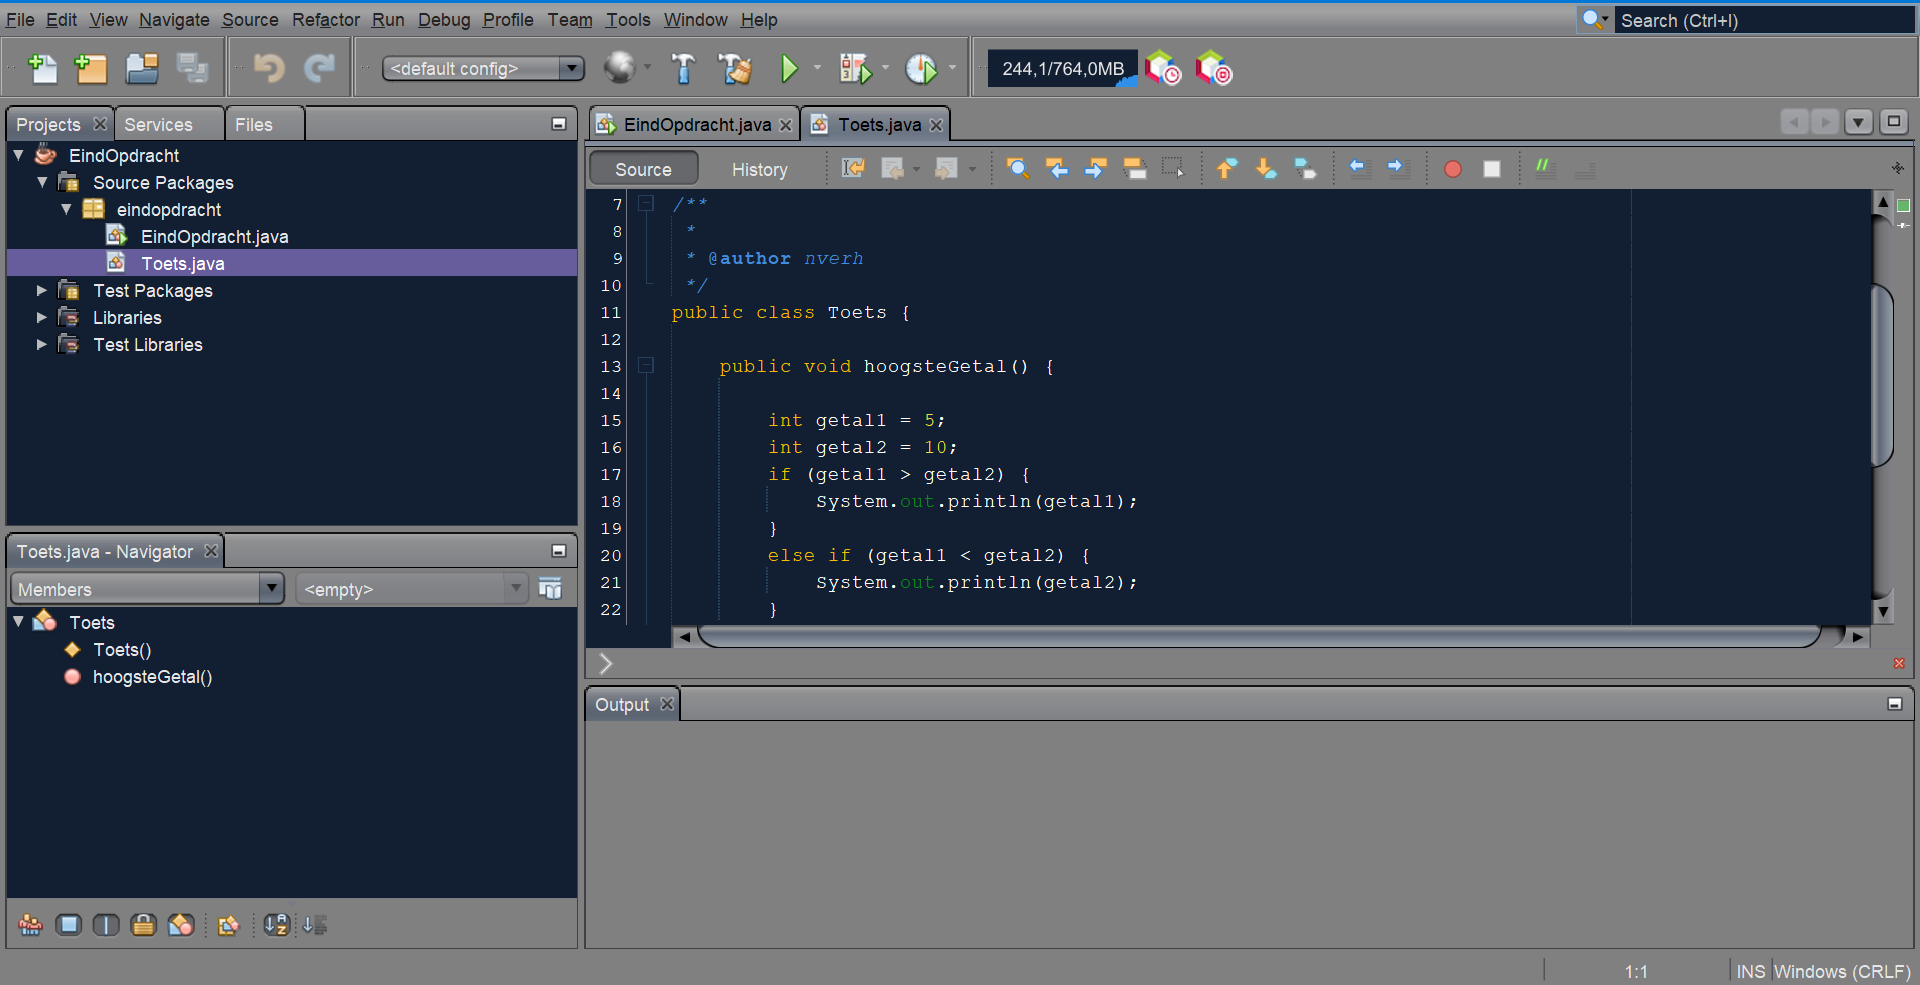 File Edit View Navigate Source Refactor Run Debug Profile Team Tools Window Help
Search (Ctrl+I)
<default config>
244,1/764,0MB
Projects Services Files
EindOpdracht
Source Packages
eindopdracht
EindOpdracht.java
Toets.java
Test Packages
Libraries
Test Libraries
Toets.java - Navigator
Members <empty>
Toets
Toets()
hoogsteGetal()
EindOpdracht.java Toets.java
Source History
7 /**
8 *
9 * @author nverh
10 */
11 public class Toets {
12
13 public void hoogsteGetal() {
14
15 int getal1 = 5;
16 int getal2 = 10;
17 if (getal1 > getal2) {
18 System.out.println(getal1);
19 }
20 else if (getal1 < getal2) {
21 System.out.println(getal2);
22 }
Output
1:1 INS Windows (CRLF)